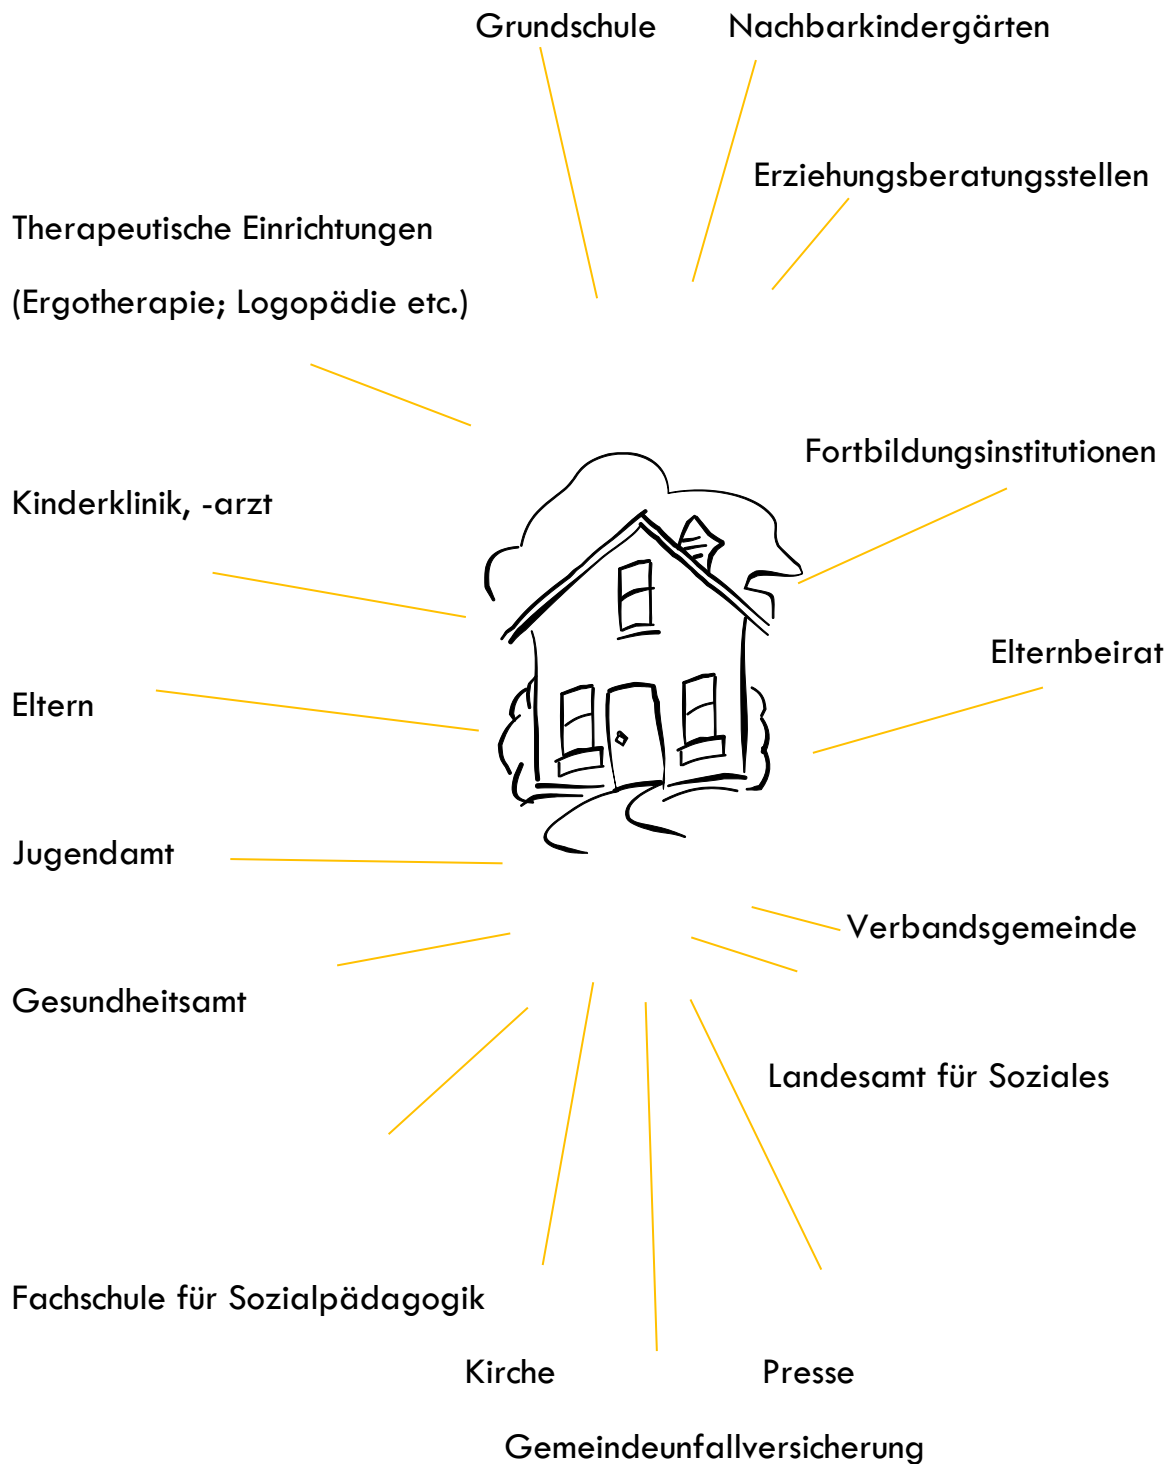 Grundschule Nachbarkindergärten
Erziehungsberatungsstellen
Therapeutische Einrichtungen
(Ergotherapie; Logopädie etc.)
Fortbildungsinstitutionen
Kinderklinik, -arzt
Elternbeirat
Eltern
Jugendamt
Verbandsgemeinde
Gesundheitsamt
Landesamt für Soziales
Fachschule für Sozialpädagogik
Kirche Presse
Gemeindeunfallversicherung